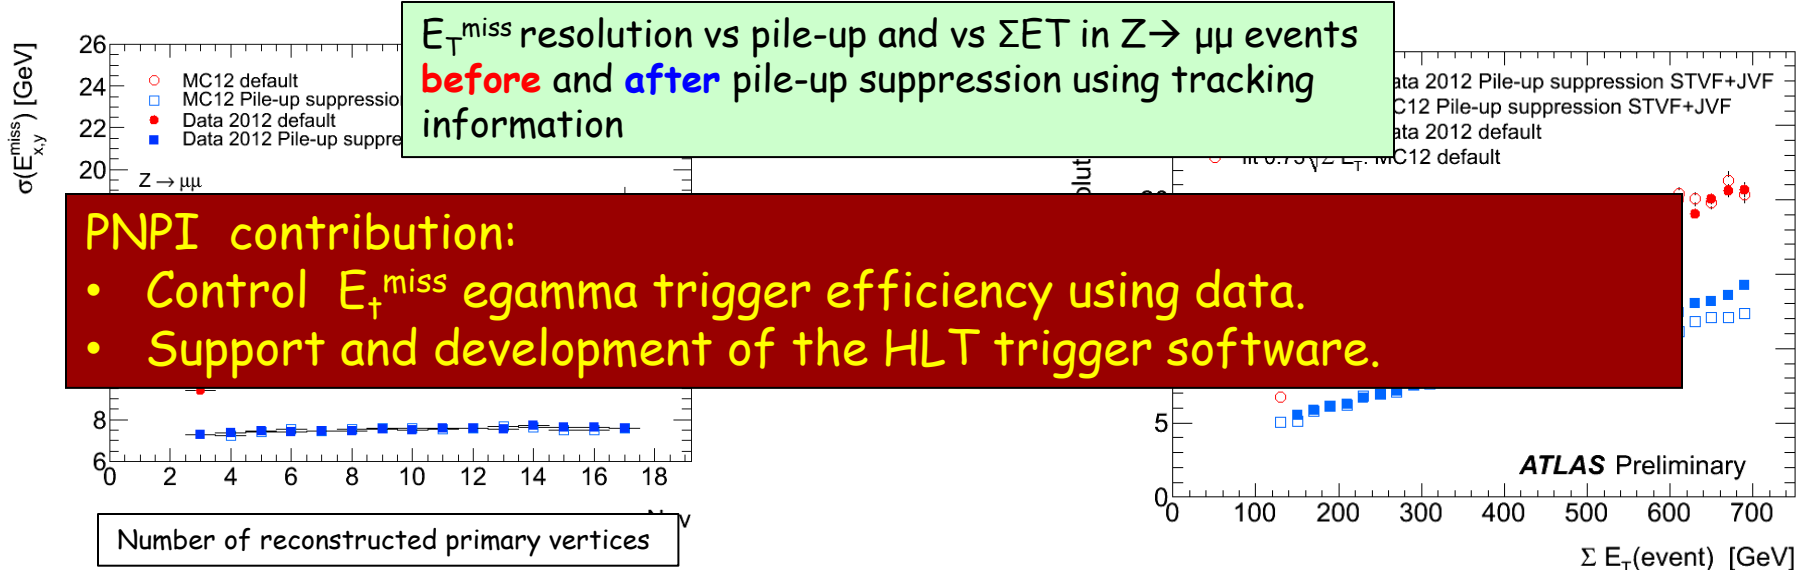 E_T^miss resolution vs pile-up and vs ΣET in Z→ μμ events
before and after pile-up suppression using tracking
information
σ(E_x,y^miss) [GeV]
26
24
22
20
8
6
MC12 default
MC12 Pile-up suppression
Data 2012 default
Data 2012 Pile-up
Z → μμ
PNPI contribution:
• Control E_t^miss egamma trigger efficiency using data.
• Support and development of the HLT trigger software.
0 2 4 6 8 10 12 14 16 18
Number of reconstructed primary vertices
2012 Pile-up suppression STVF+JVF
Pile-up suppression STVF+JVF
2012 default
MC12 default
5
0
ATLAS Preliminary
0 100 200 300 400 500 600 700
Σ E_T(event) [GeV]